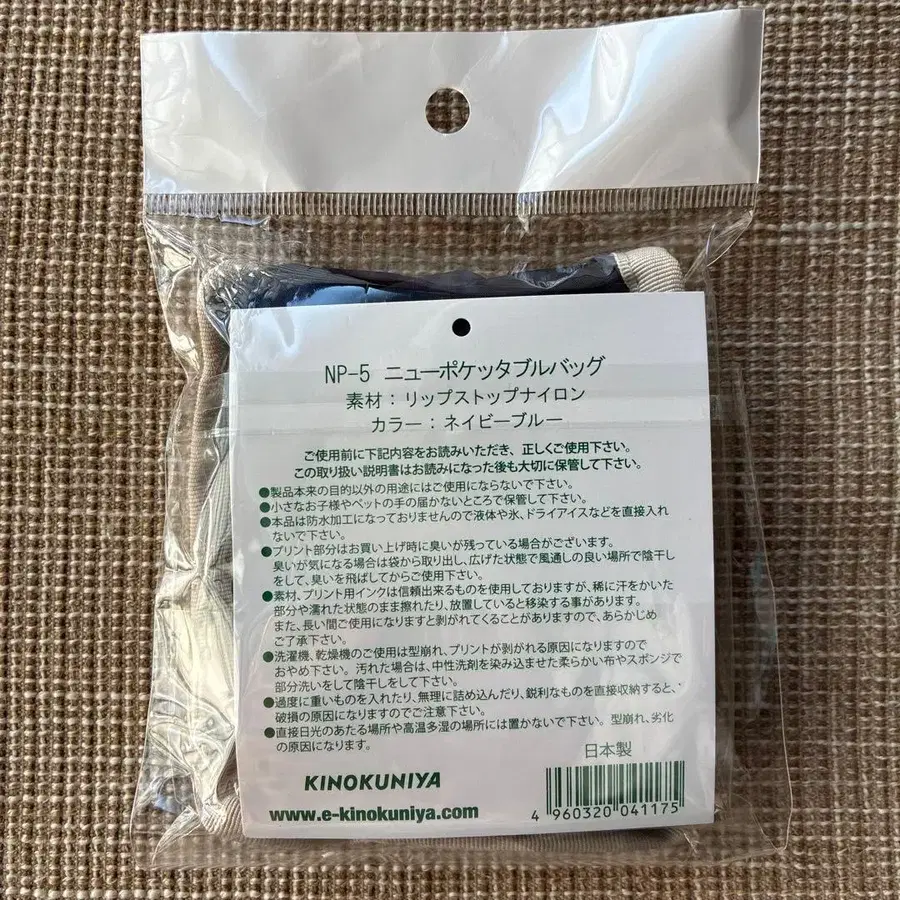 NP-5 ニューポケッタブルバッグ
素材：リップストップナイロン
カラー：ネイビーブルー
ご使用前に下記内容をお読みいただき、正しくご使用下さい。
この取り扱い説明書はお読みになった後も大切に保管して下さい。
●製品本来の目的以外の用途にはご使用にならないで下さい。
●小さなお子様やペットの手の届かないところで保管して下さい。
●本品は防水加工になっておりませんので液体や氷、ドライアイスなどを直接入れ
ないで下さい。
●プリント部分はお買い上げ時に臭いが残っている場合がございます。
臭いが気になる場合は袋から取り出し、広げた状態で風通しの良い場所で陰干し
をして、臭いを飛ばしてからご使用下さい。
●素材、プリント用インクは信頼出来るものを使用しておりますが、稀に汗をかいた
部分や濡れた状態のまま擦れたり、放置していると移染する事があります。
また、長い間ご使用になりますと剥がれてくることがありますので、あらかじめ
ご了承下さい。
●洗濯機、乾燥機のご使用は型崩れ、プリントが剥がれる原因になりますので
おやめ下さい。汚れた場合は、中性洗剤を染み込ませた柔らかい布やスポンジで
部分洗いをして陰干しをして下さい。
●過度に重いものを入れたり、無理に詰め込んだり、鋭利なものを直接収納すると、
破損の原因になりますのでご注意下さい。
●直接日光のあたる場所や高温多湿の場所には置かないで下さい。型崩れ、劣化
の原因になります。
日本製
KINOKUNIYA
www.e-kinokuniya.com
4 960320 041175